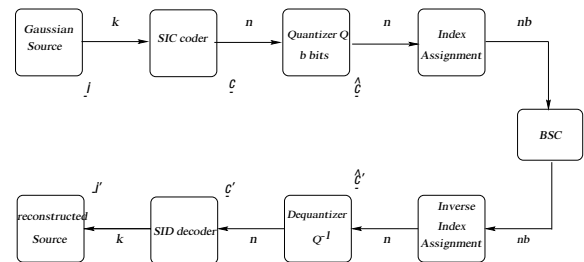 k
n
n
nb
Gaussian
Source
SIC coder
Quantizer Q
b bits
Index
Assignment
i
c
ĉ
BSC
i'
c'
ĉ'
reconstructed
Source
SID decoder
Dequantizer
Q-1
Inverse
Index
Assignment
k
n
n
nb